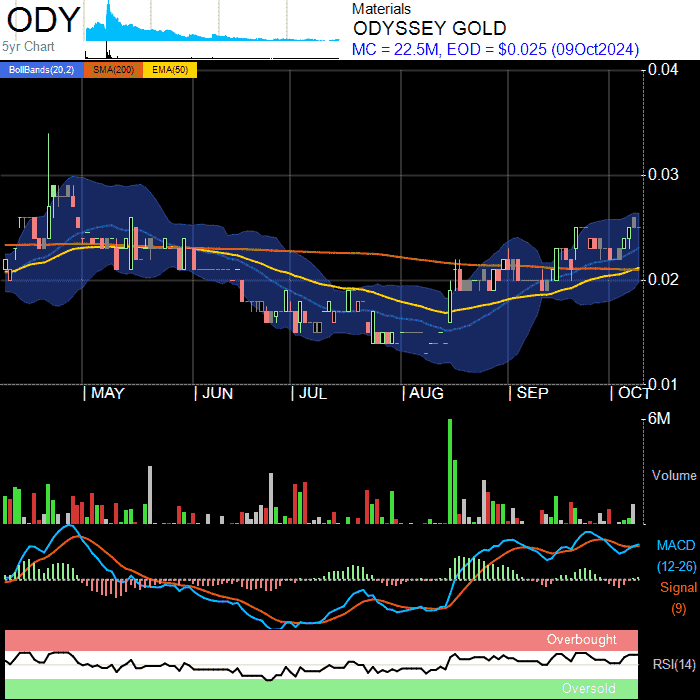 ODY
5yr Chart
Materials
ODYSSEY GOLD
MC = 22.5M, EOD = $0.025 (09Oct2024)
BollBands(20,2) SMA(200) EMA(50)
0.04
0.03
0.02
0.01
MAY JUN JUL AUG SEP OCT
6M
Volume
MACD
(12-26)
Signal
(9)
Overbought
RSI(14)
Oversold